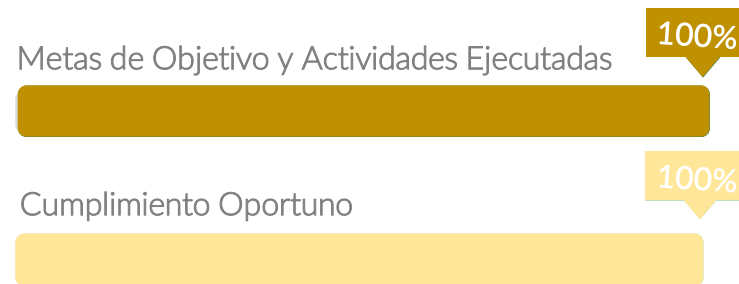 100%
Metas de Objetivo y Actividades Ejecutadas
100%
Cumplimiento Oportuno